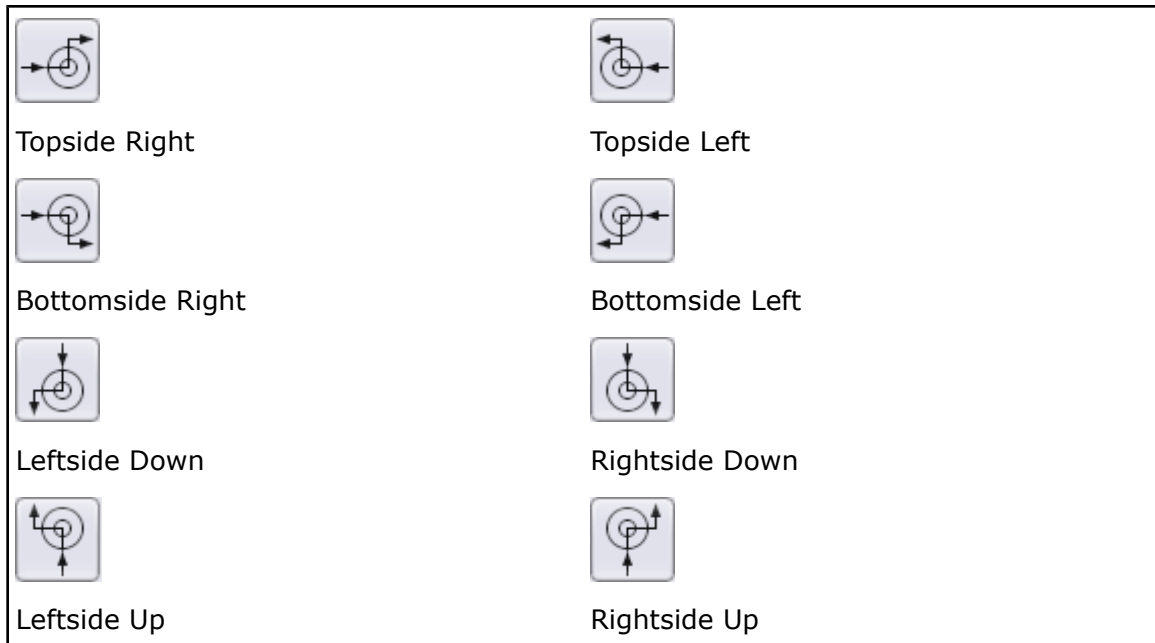 Topside Right
Topside Left
Bottomside Right
Bottomside Left
Leftside Down
Rightside Down
Leftside Up
Rightside Up